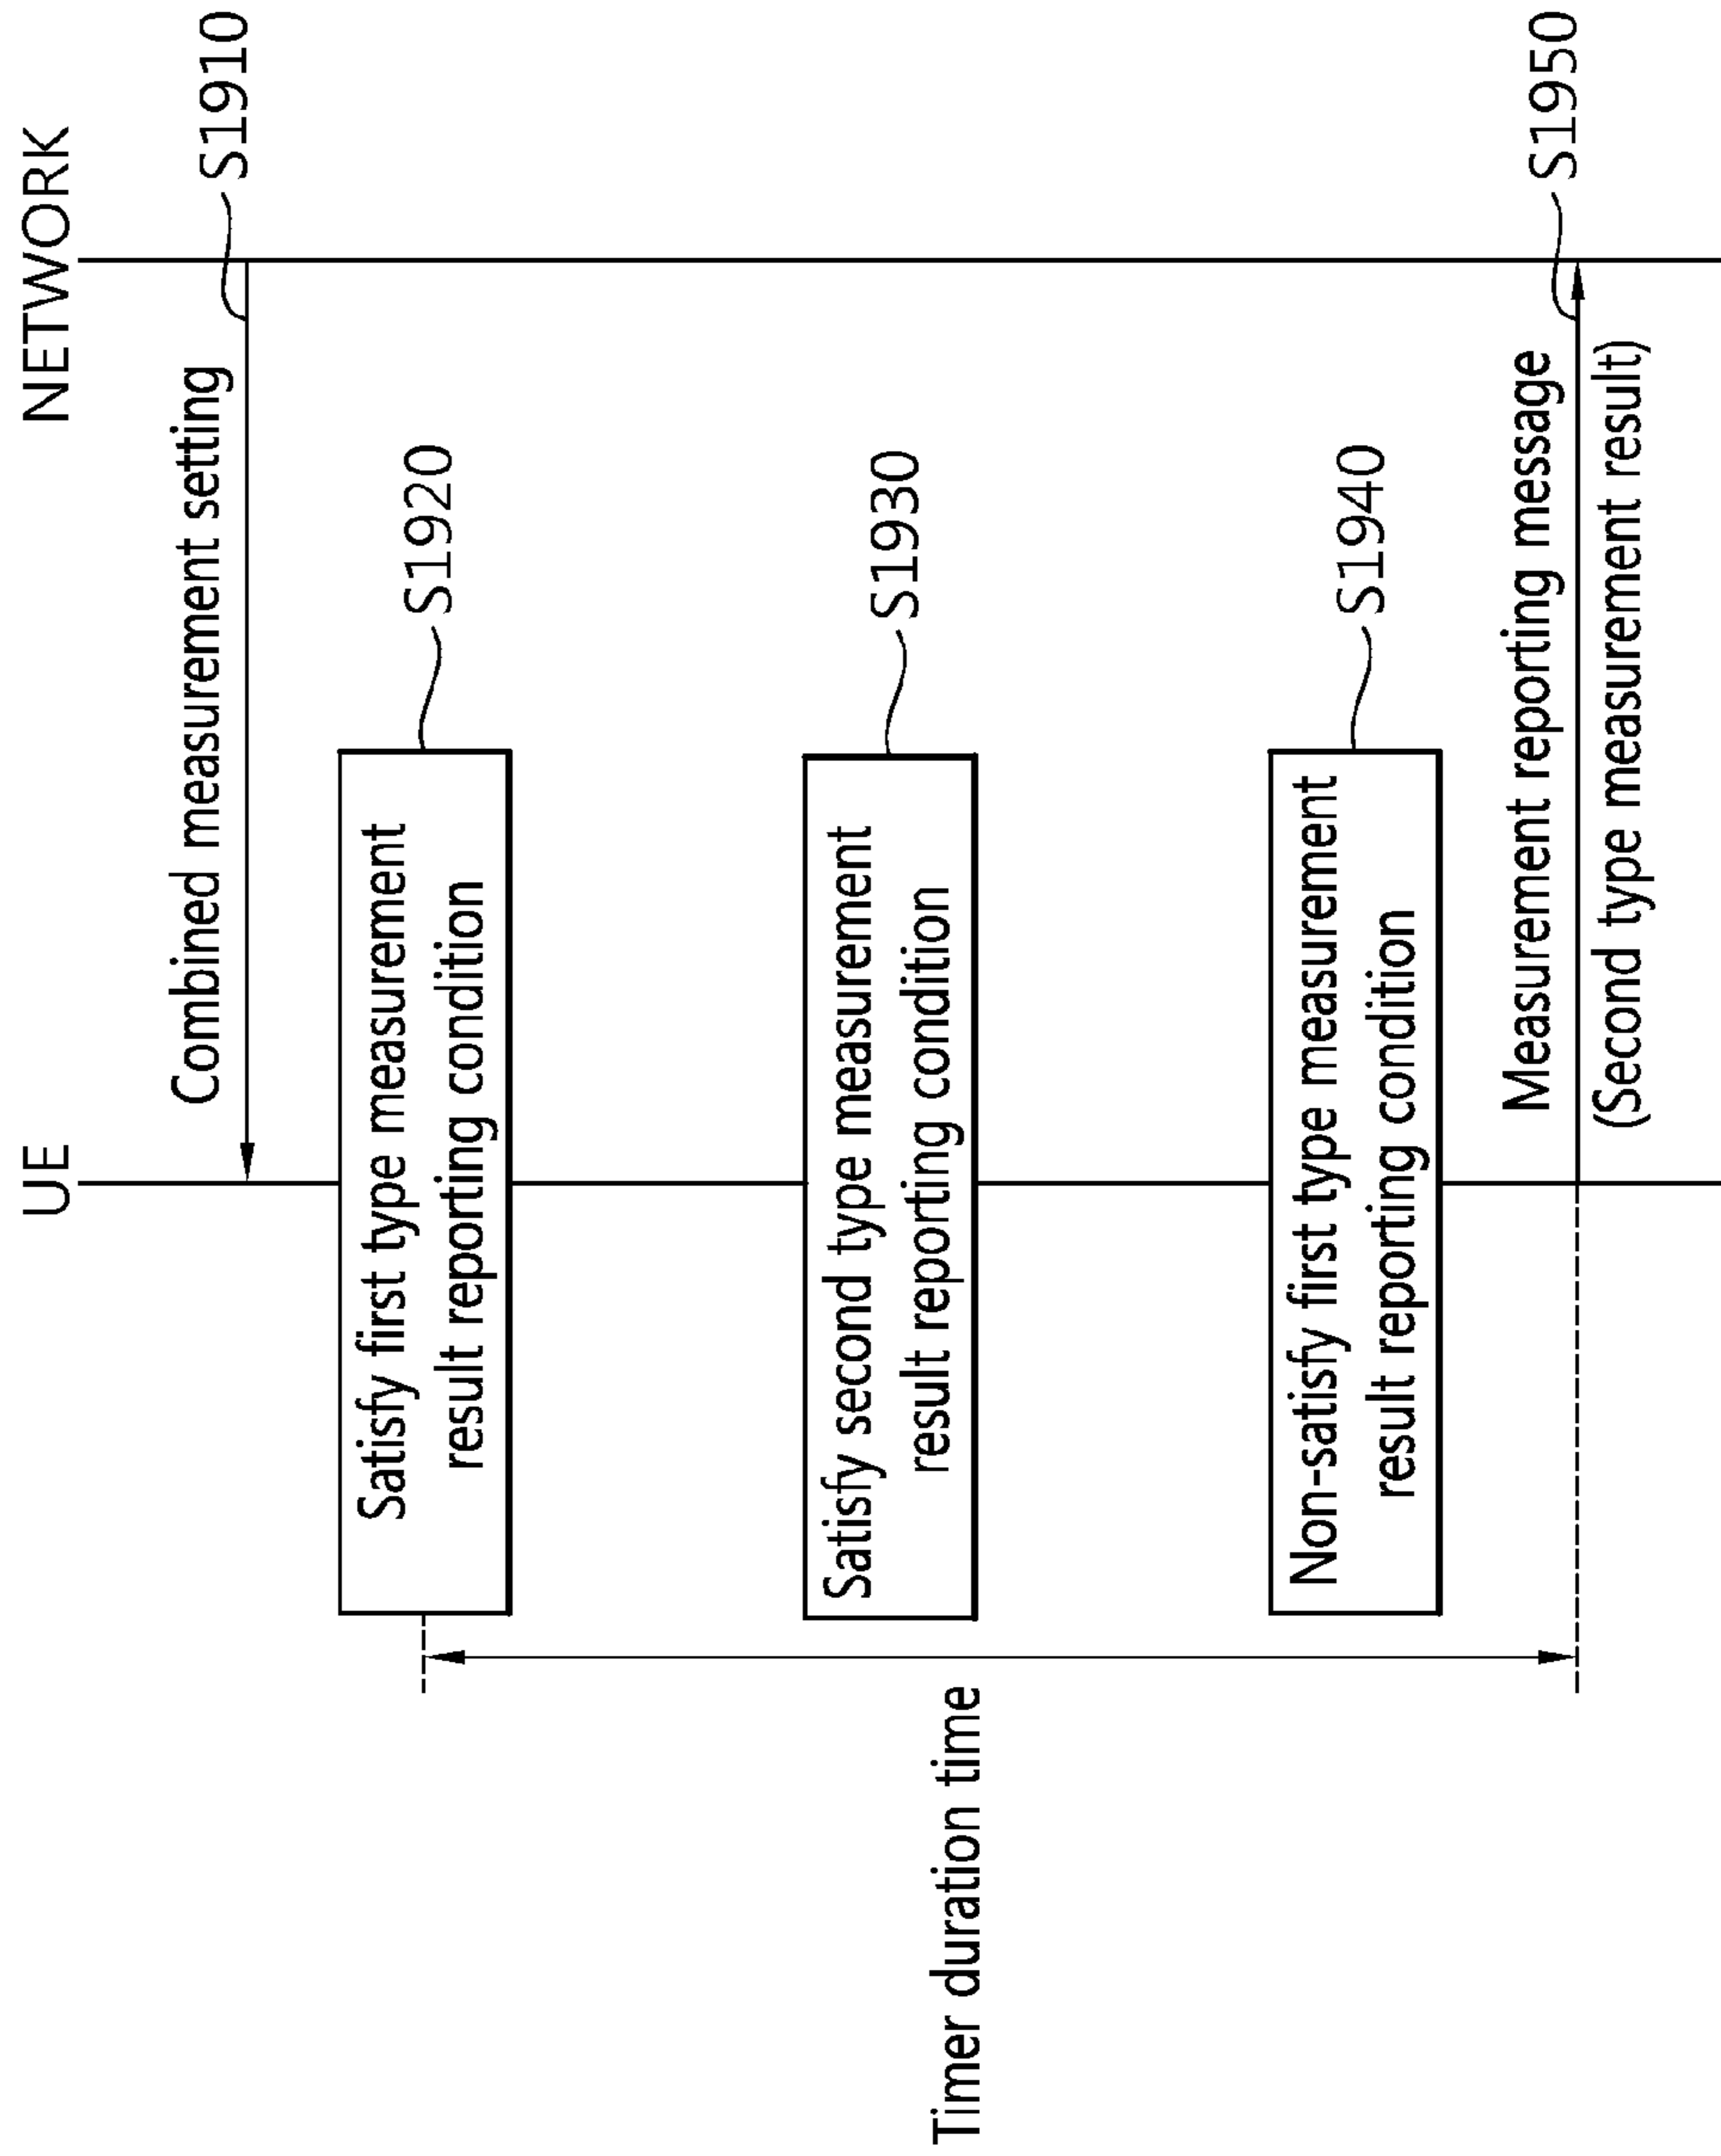 UE
NETWORK
Combined measurement setting
S1910
Satisfy first type measurement
result reporting condition
S1920
Satisfy second type measurement
result reporting condition
S1930
Timer duration time
Non-satisfy first type measurement
result reporting condition
S1940
Measurement reporting message
S1950
(Second type measurement result)